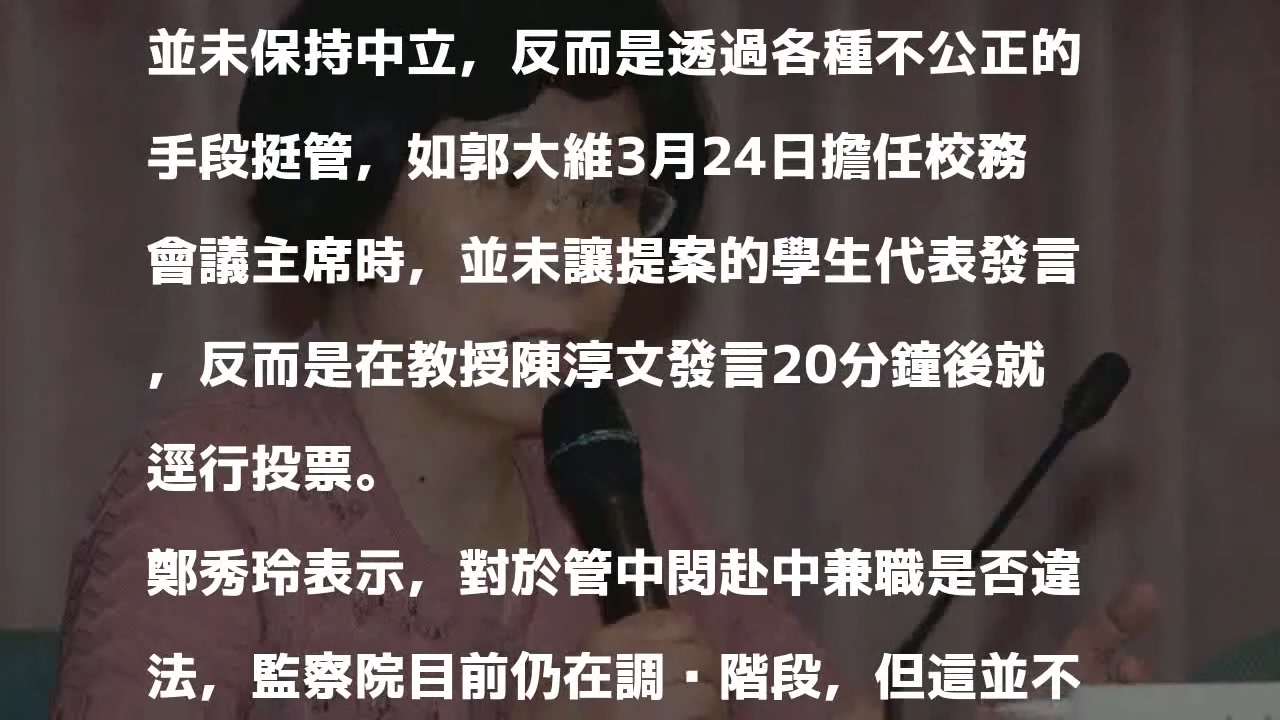 並未保持中立，反而是透過各種不公正的
手段挺管，如郭大維3月24日擔任校務
會議主席時，並未讓提案的學生代表發言
，反而是在教授陳淳文發言20分鐘後就
逕行投票。
鄭秀玲表示，對於管中閔赴中兼職是否違
法，監察院目前仍在調▪階段，但這並不